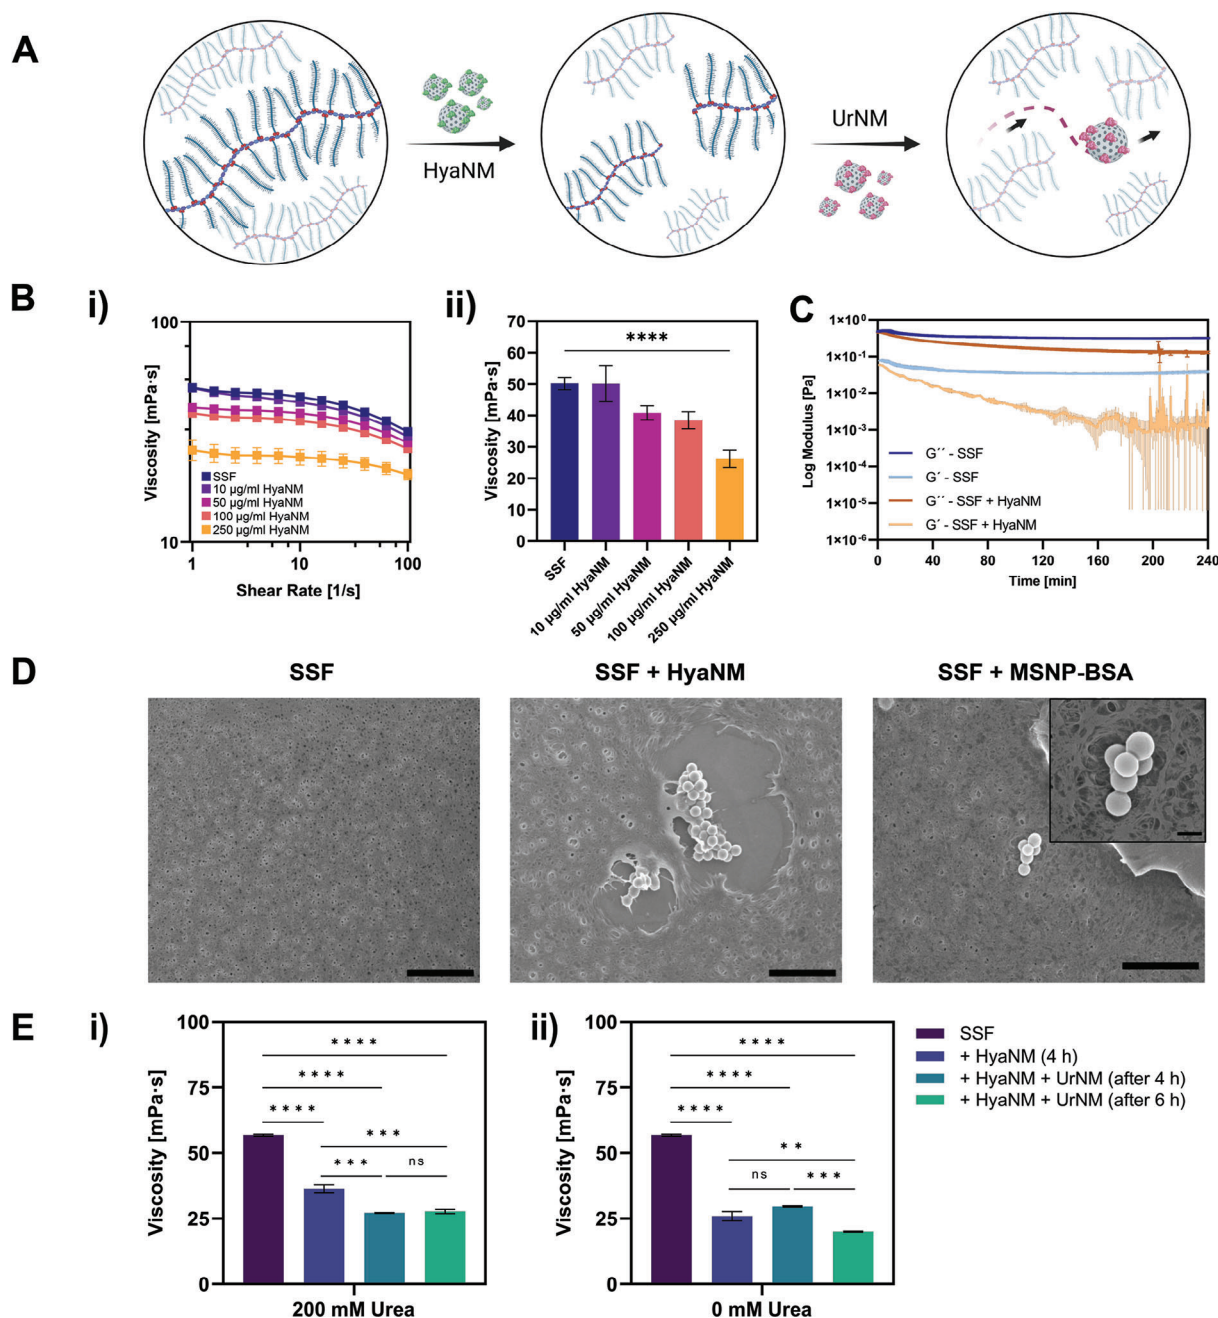 A
HyaNM
UrNM
B
i)
100
10
Viscosity [mPa·s]
SSF
10 µg/ml HyaNM
50 µg/ml HyaNM
100 µg/ml HyaNM
250 µg/ml HyaNM
1
10
100
Shear Rate [1/s]
ii)
70
60
50
40
30
20
10
0
Viscosity [mPa·s]
****
SSF
10 µg/ml HyaNM
50 µg/ml HyaNM
100 µg/ml HyaNM
250 µg/ml HyaNM
C
1×10⁰
1×10⁻¹
1×10⁻²
1×10⁻³
1×10⁻⁴
1×10⁻⁵
1×10⁻⁶
Log Modulus [Pa]
G´´ - SSF
G´ - SSF
G´´ - SSF + HyaNM
G´ - SSF + HyaNM
0
40
80
120
160
200
240
Time [min]
D
SSF
SSF + HyaNM
SSF + MSNP-BSA
E
i)
100
75
50
25
0
Viscosity [mPa·s]
****
****
****
***
***
ns
200 mM Urea
ii)
100
75
50
25
0
Viscosity [mPa·s]
****
****
****
**
ns
***
0 mM Urea
SSF
+ HyaNM (4 h)
+ HyaNM + UrNM (after 4 h)
+ HyaNM + UrNM (after 6 h)